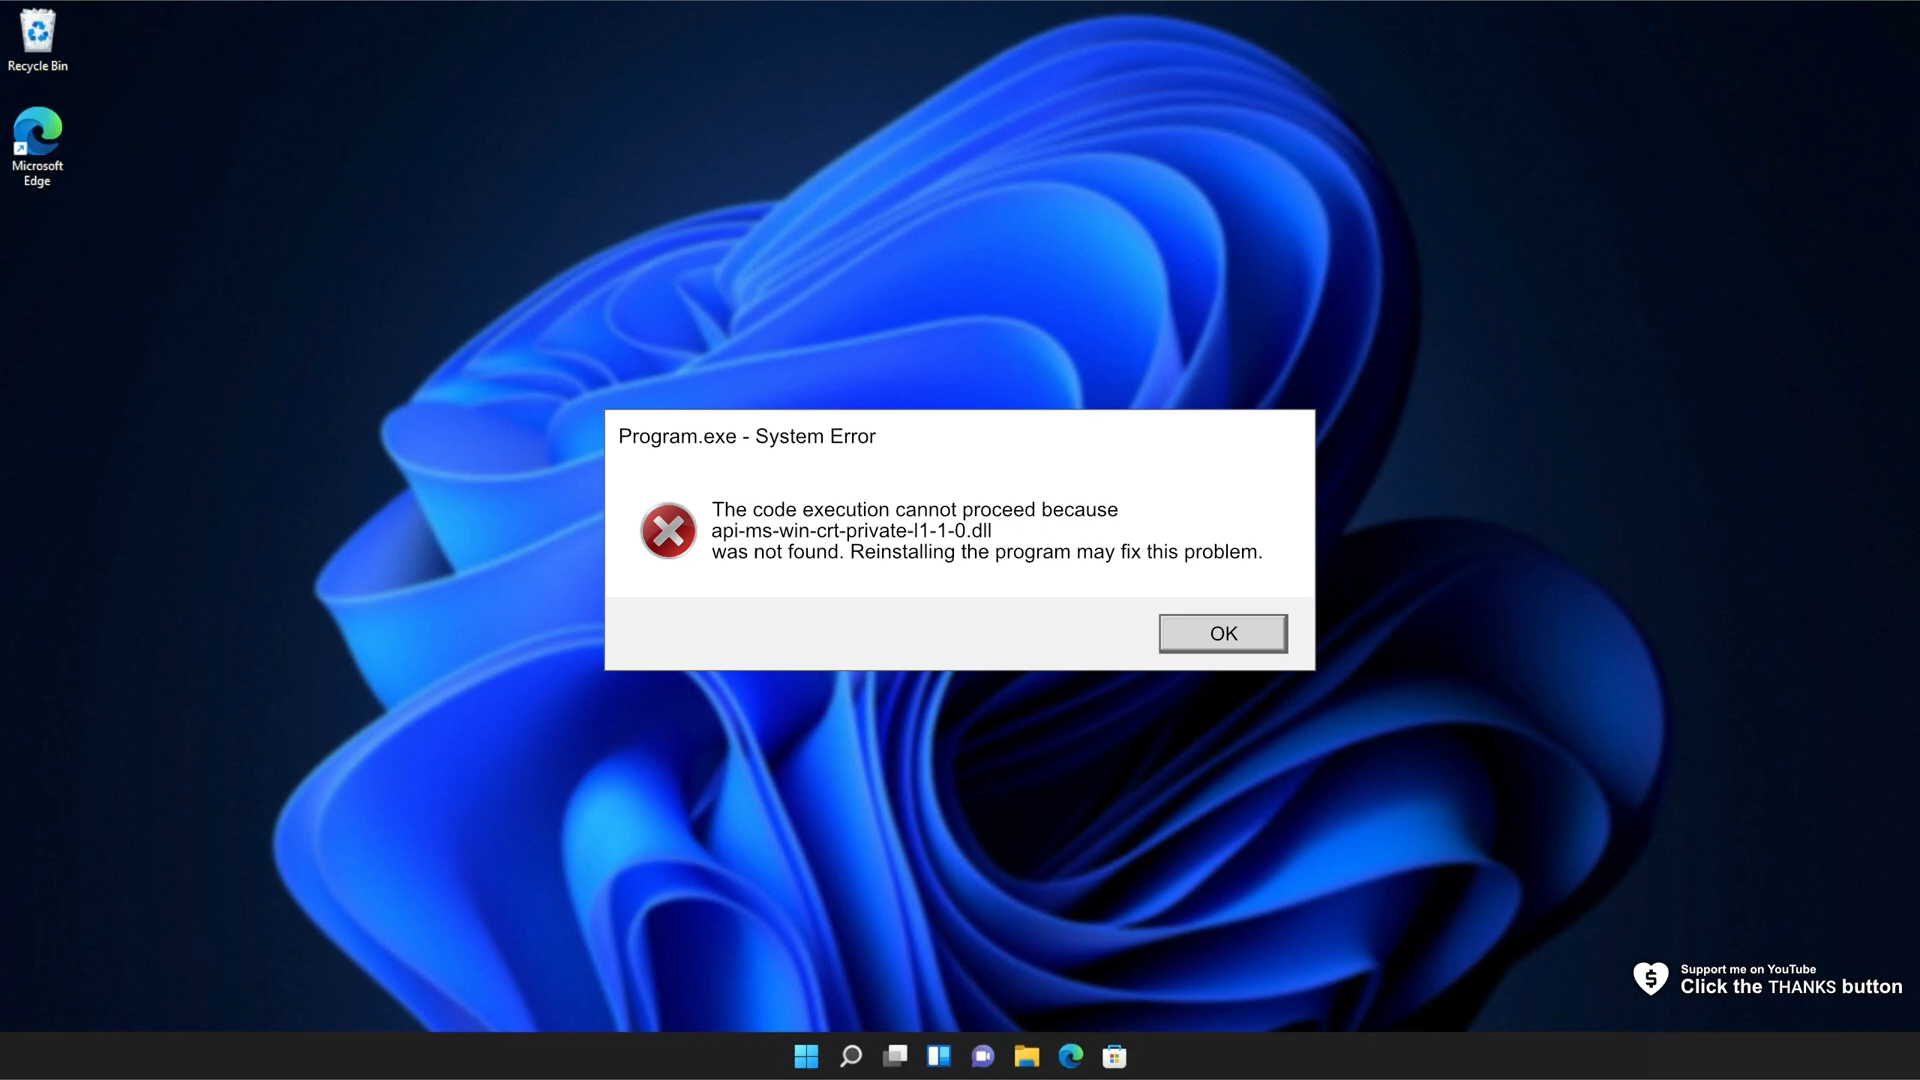 Recycle Bin
Microsoft
Edge
Program.exe - System Error
The code execution cannot proceed because
api-ms-win-crt-private-l1-1-0.dll
was not found. Reinstalling the program may fix this problem.
OK
Support me on YouTube
Click the THANKS button